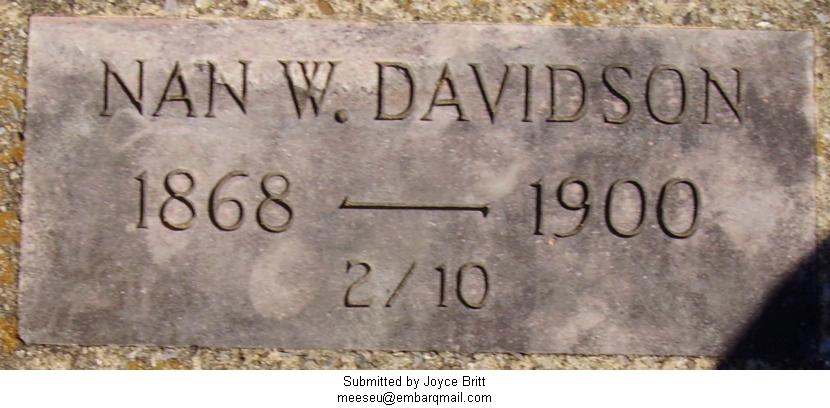 NAN W. DAVIDSON
1868 — 1900
2/10
Submitted by Joyce Britt
meeseu@embarqmail.com